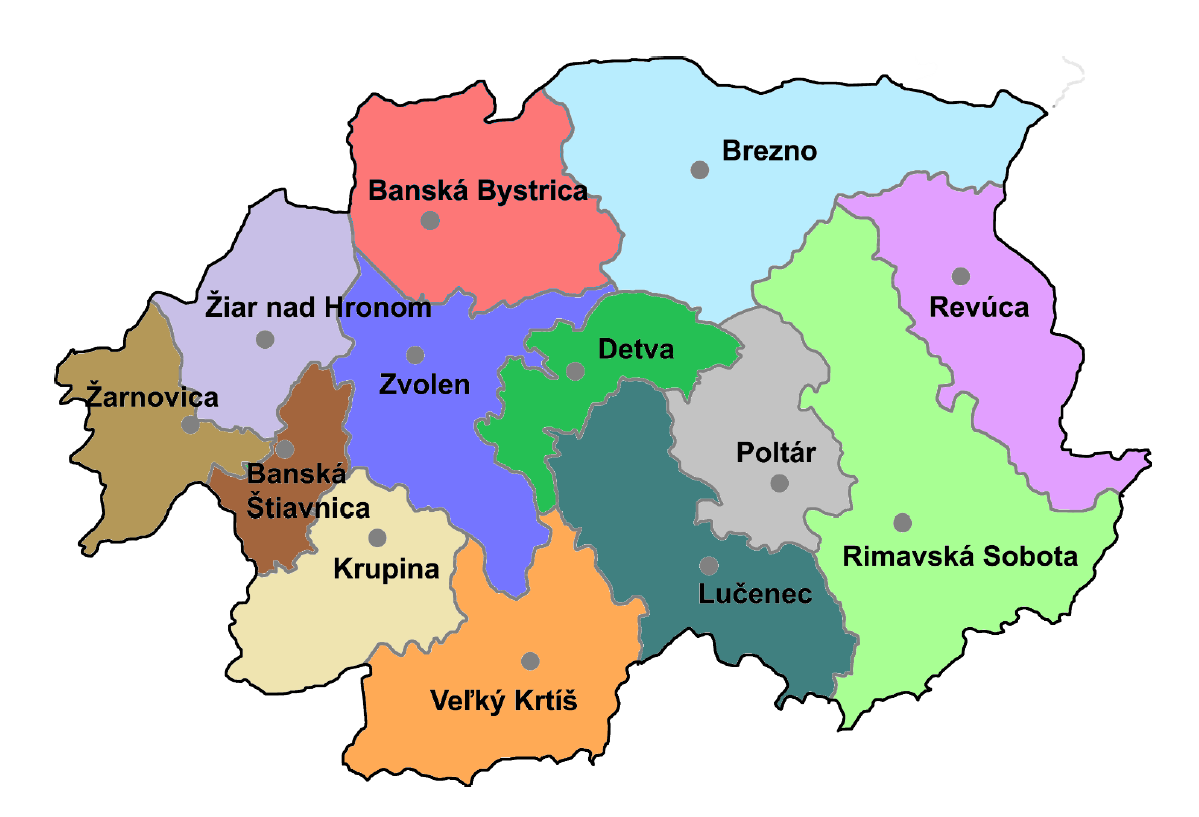 Brezno
Banská Bystrica
Žiar nad Hronom
Revúca
Detva
Zvolen
Žarnovica
Poltár
Banská
Štiavnica
Rimavská Sobota
Krupina
Lučenec
Veľký Krtíš